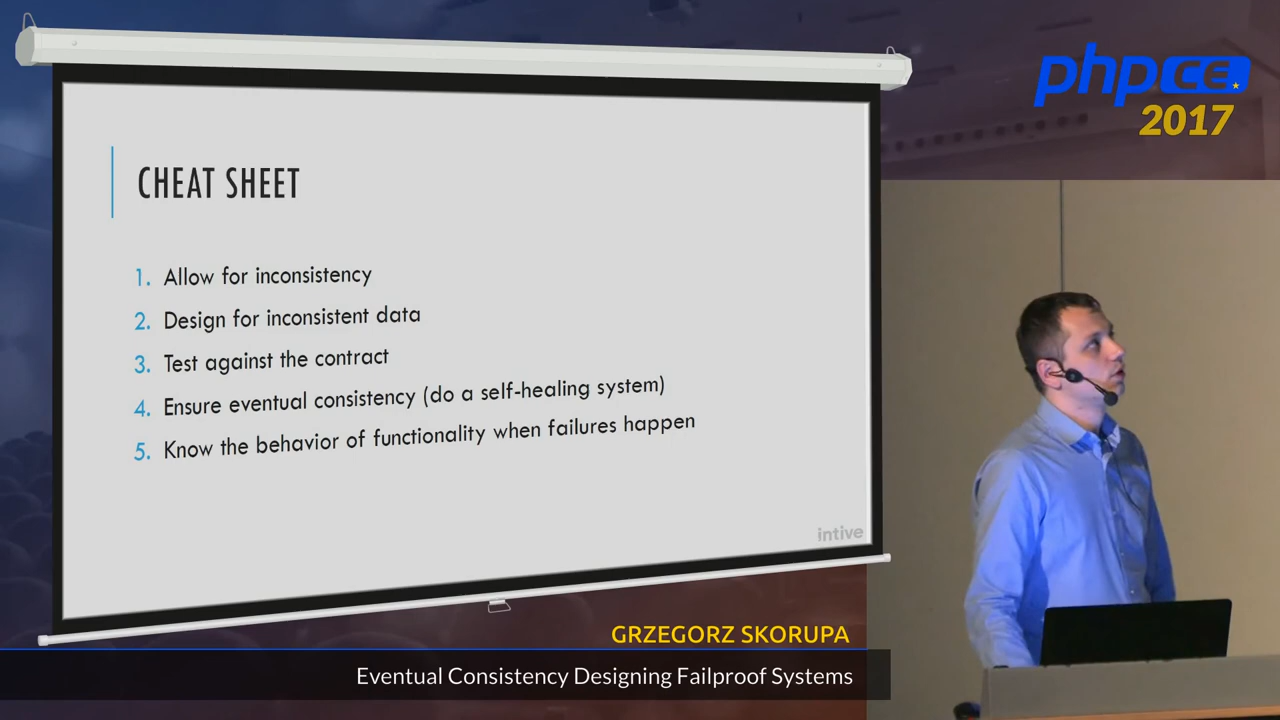 phpCE
2017
CHEAT SHEET
1. Allow for inconsistency
2. Design for inconsistent data
3. Test against the contract
4. Ensure eventual consistency (do a self-healing system)
5. Know the behavior of functionality when failures happen
intive
GRZEGORZ SKORUPA
Eventual Consistency Designing Failproof Systems